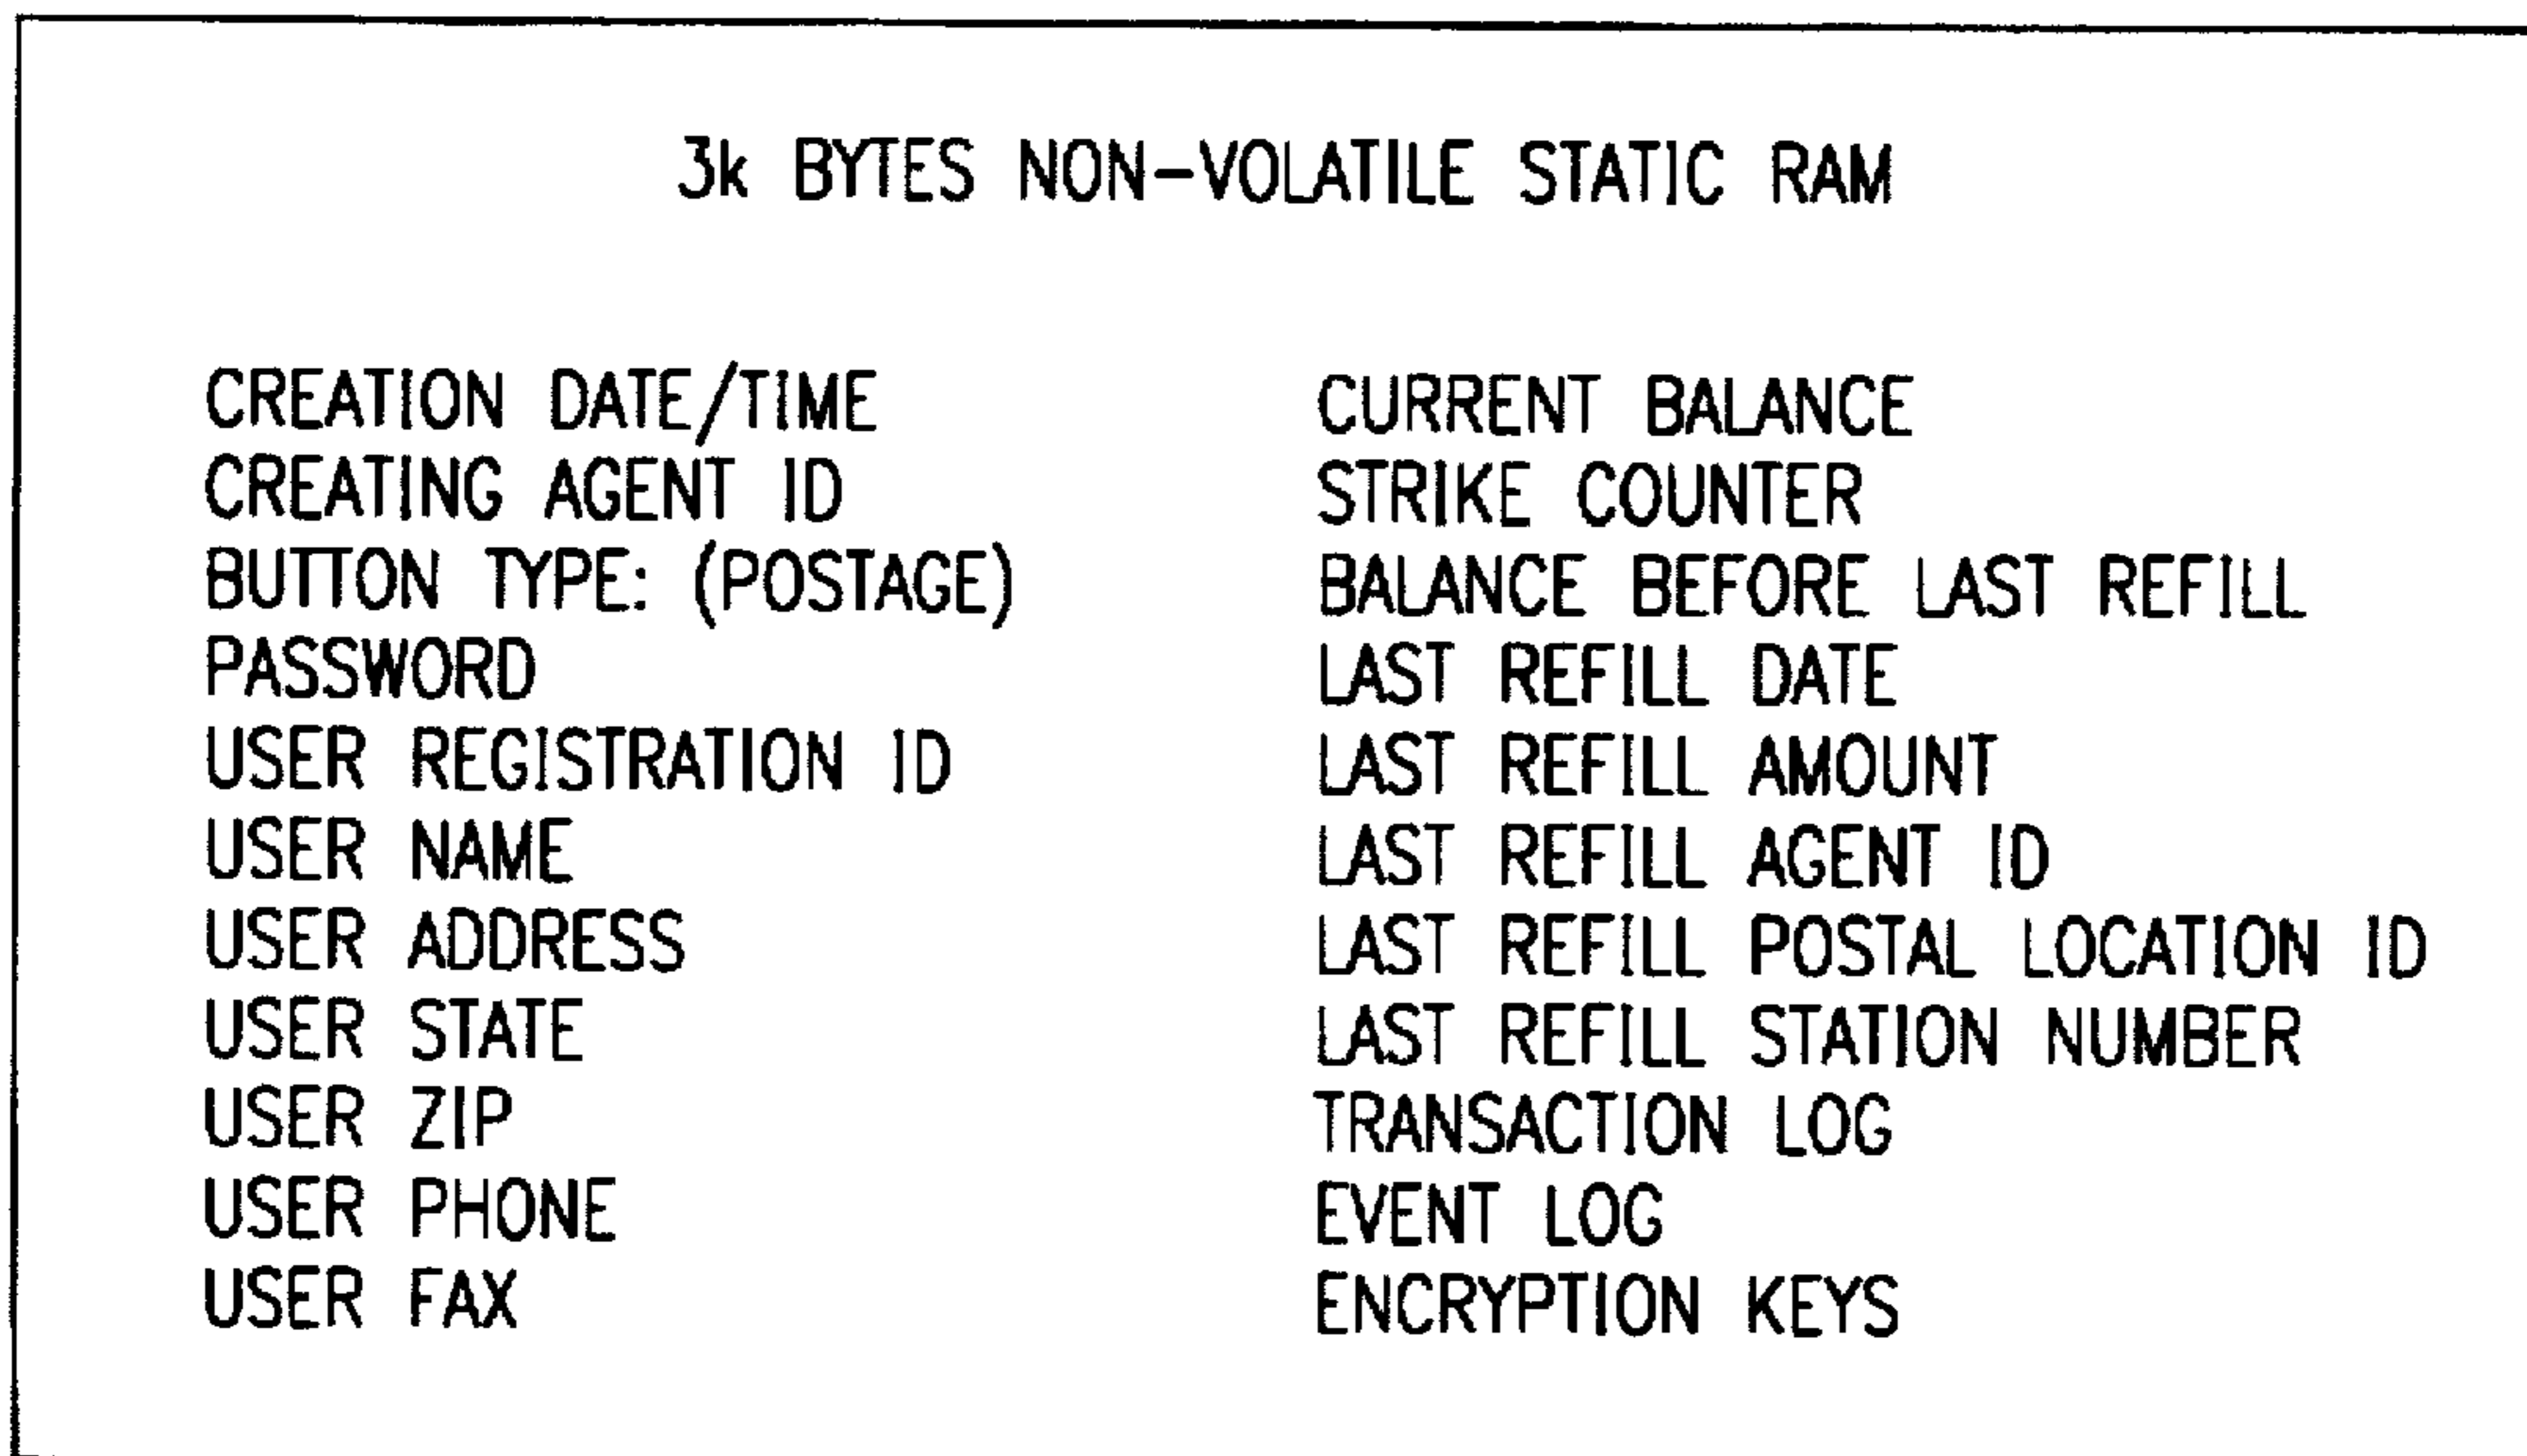 3k BYTES NON-VOLATILE STATIC RAM
CREATION DATE/TIME
CREATING AGENT ID
BUTTON TYPE: (POSTAGE)
PASSWORD
USER REGISTRATION ID
USER NAME
USER ADDRESS
USER STATE
USER ZIP
USER PHONE
USER FAX
CURRENT BALANCE
STRIKE COUNTER
BALANCE BEFORE LAST REFILL
LAST REFILL DATE
LAST REFILL AMOUNT
LAST REFILL AGENT ID
LAST REFILL POSTAL LOCATION ID
LAST REFILL STATION NUMBER
TRANSACTION LOG
EVENT LOG
ENCRYPTION KEYS